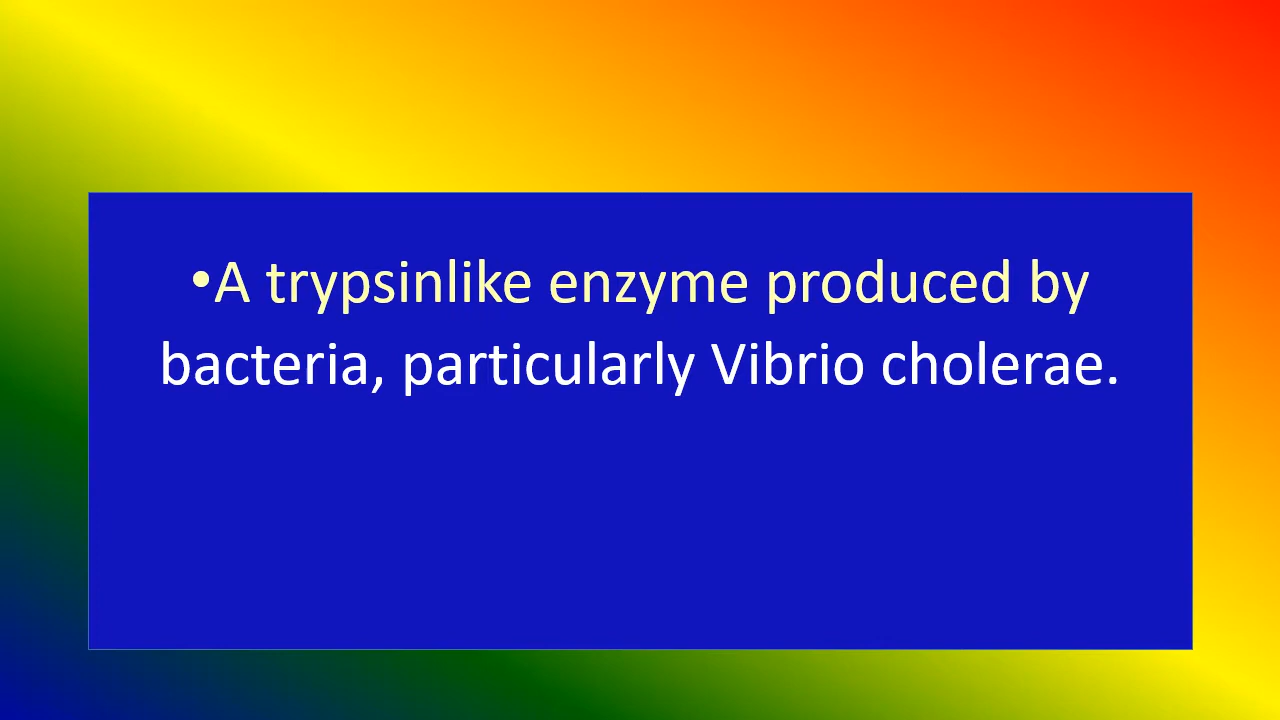 •A trypsinlike enzyme produced by
bacteria, particularly Vibrio cholerae.